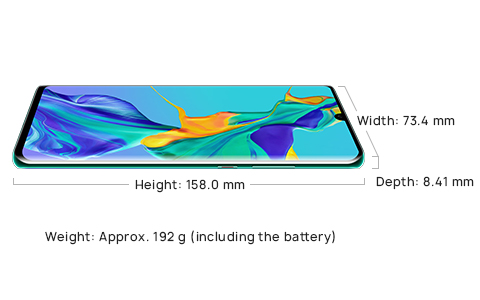 Width: 73.4 mm
Height: 158.0 mm
Depth: 8.41 mm
Weight: Approx. 192 g (including the battery)